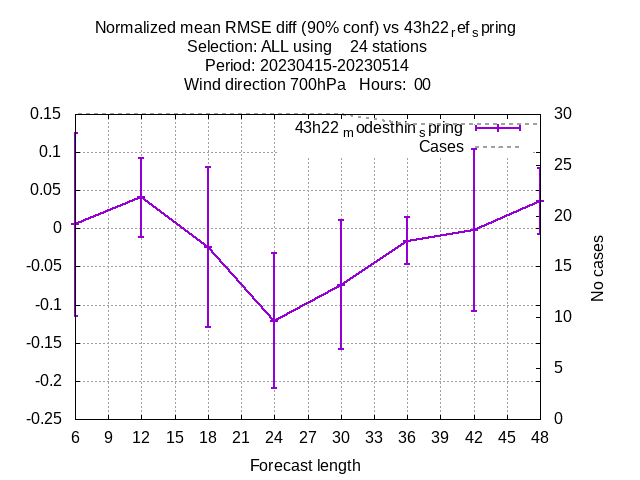 Normalized mean RMSE diff (90% conf) vs 43h22ᵣefₛpring
Selection: ALL using    24 stations
Period: 20230415-20230514
Wind direction 700hPa   Hours:  00
43h22ₘodesthinₛpring
Cases
0.15
0.1
0.05
0
-0.05
-0.1
-0.15
-0.2
-0.25
30
25
20
15
10
5
0
No cases
6 9 12 15 18 21 24 27 30 33 36 39 42 45 48
Forecast length